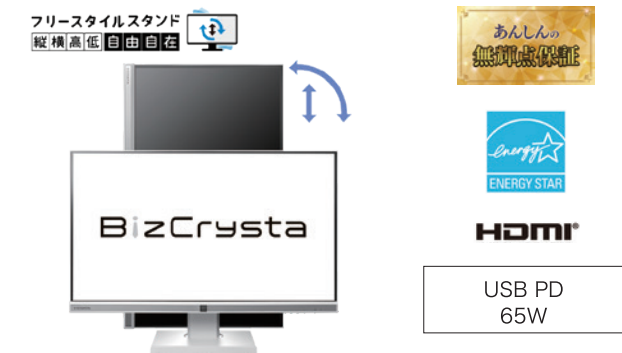 フリースタイルスタンド
縦横高低自由自在
BizCrysta
あんしんの
無輝点保証
energy
ENERGY STAR
HDMI®
USB PD
65W